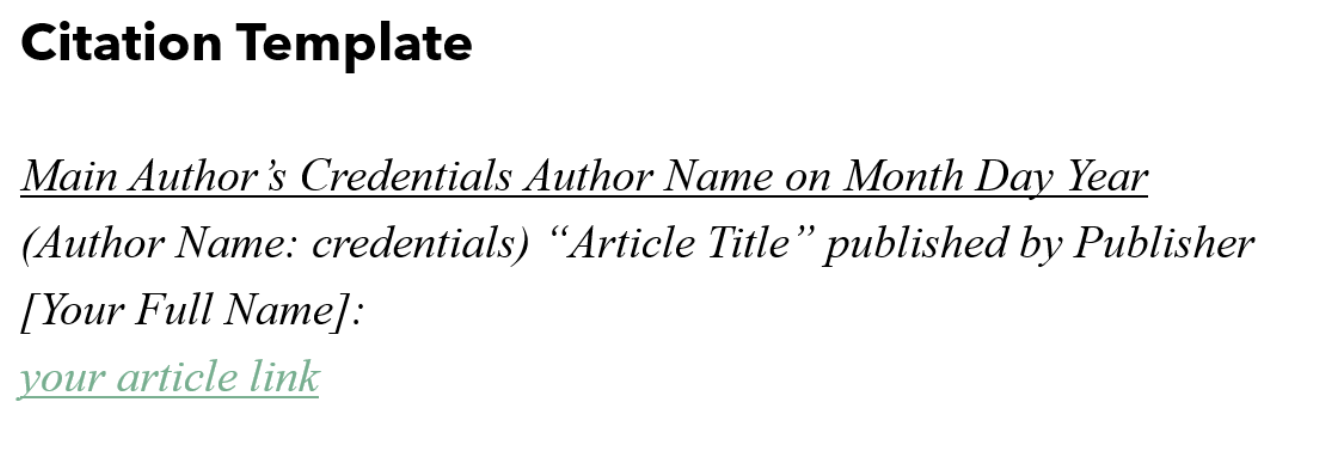 Citation Template
Main Author’s Credentials Author Name on Month Day Year
(Author Name: credentials) “Article Title” published by Publisher
[Your Full Name]:
your article link